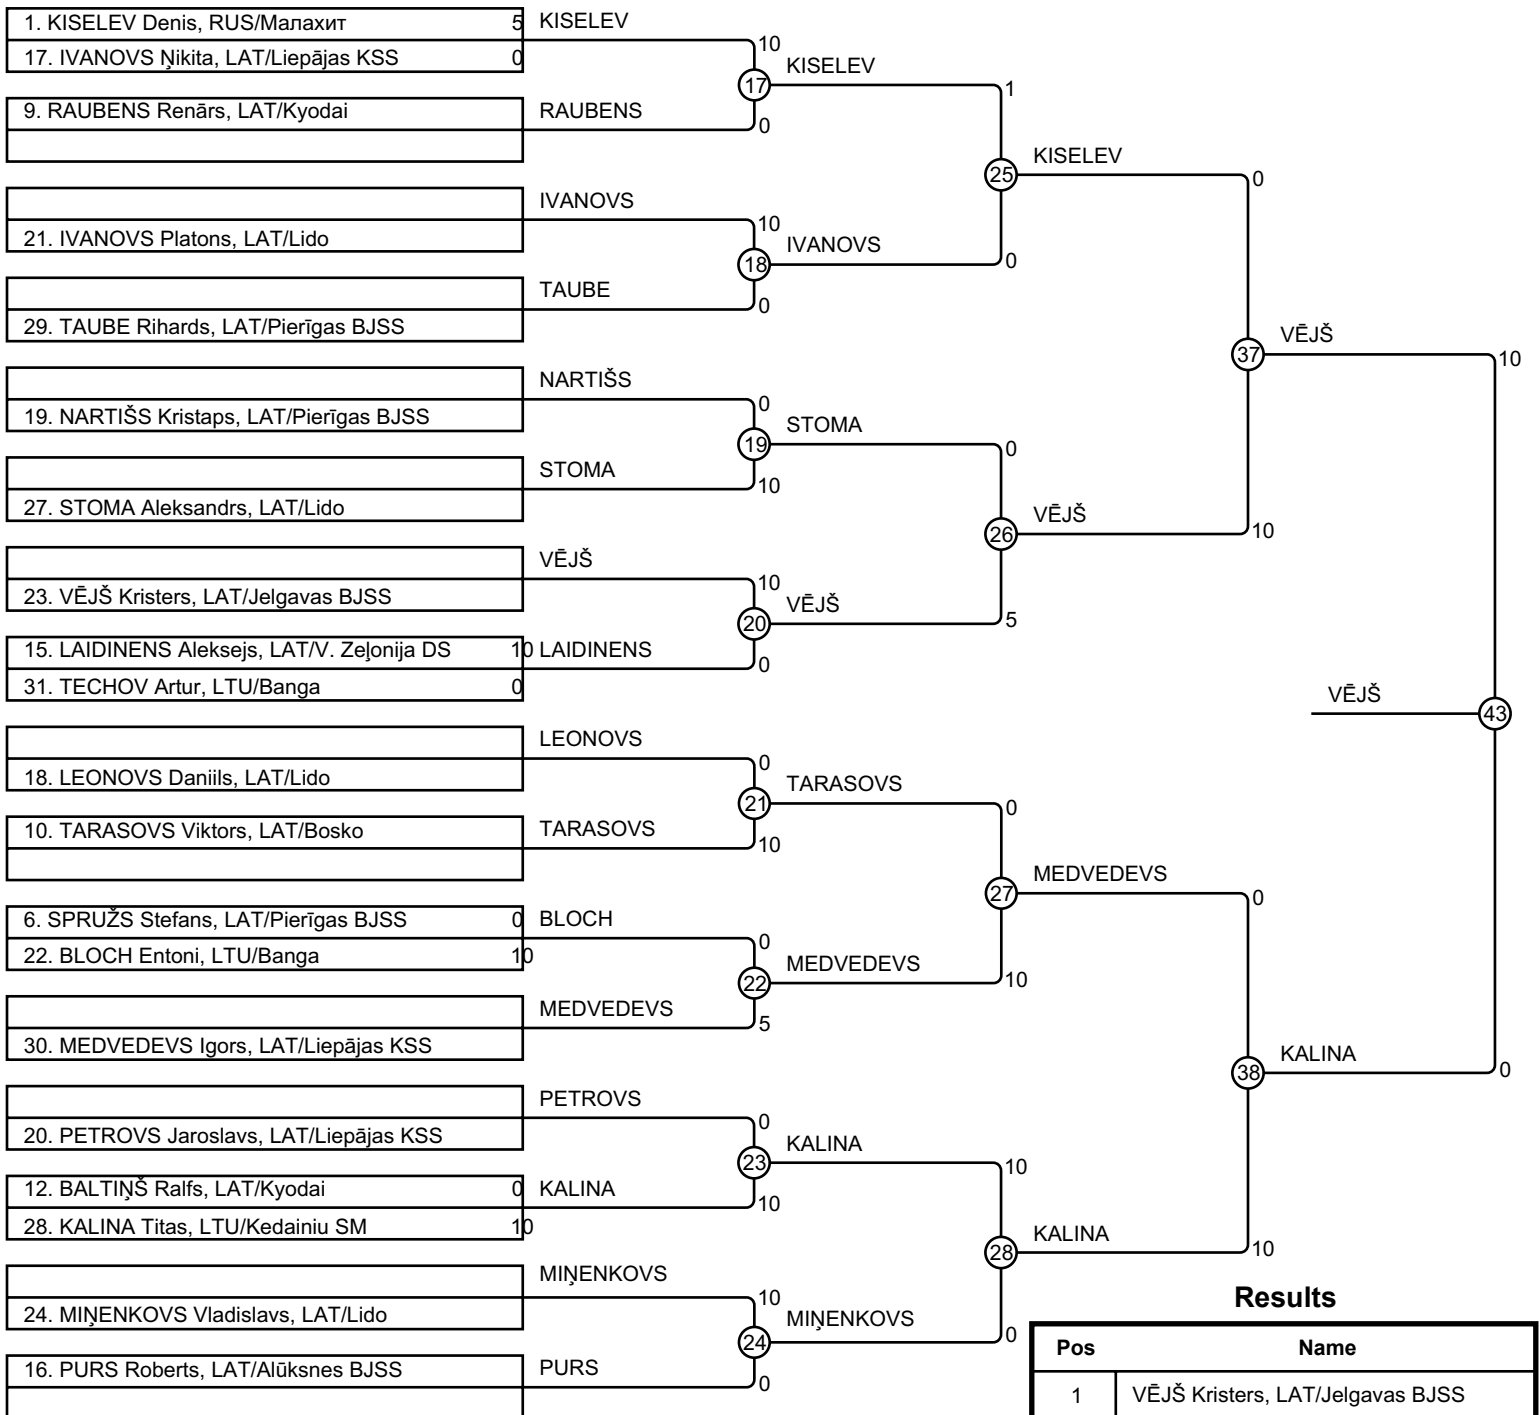 1. KISELEV Denis, RUS/Малахит 5 KISELEV
10
17. IVANOVS Ņikita, LAT/Liepājas KSS 0
KISELEV
17
1
9. RAUBENS Renārs, LAT/Kyodai RAUBENS
0
KISELEV
25
0
IVANOVS
10
21. IVANOVS Platons, LAT/Lido
IVANOVS
18
0
TAUBE
0
29. TAUBE Rihards, LAT/Pierīgas BJSS
VĒJŠ
37
10
NARTIŠS
0
19. NARTIŠS Kristaps, LAT/Pierīgas BJSS
STOMA
19
0
STOMA
10
27. STOMA Aleksandrs, LAT/Lido
VĒJŠ
26
10
VĒJŠ
10
23. VĒJŠ Kristers, LAT/Jelgavas BJSS
VĒJŠ
20
5
15. LAIDINENS Aleksejs, LAT/V. Zeļonija DS 10 LAIDINENS
0
31. TECHOV Artur, LTU/Banga 0
VĒJŠ
43
LEONOVS
0
18. LEONOVS Daniils, LAT/Lido
TARASOVS
21
0
10. TARASOVS Viktors, LAT/Bosko TARASOVS
10
MEDVEDEVS
27
0
6. SPRUŽS Stefans, LAT/Pierīgas BJSS 0 BLOCH
0
22. BLOCH Entoni, LTU/Banga 10
MEDVEDEVS
22
10
MEDVEDEVS
5
30. MEDVEDEVS Igors, LAT/Liepājas KSS
KALINA
38
0
PETROVS
0
20. PETROVS Jaroslavs, LAT/Liepājas KSS
KALINA
23
10
12. BALTIŅŠ Ralfs, LAT/Kyodai 0 KALINA
10
28. KALINA Titas, LTU/Kedainiu SM 10
KALINA
28
10
MIŅENKOVS
10
24. MIŅENKOVS Vladislavs, LAT/Lido
MIŅENKOVS
24
0
16. PURS Roberts, LAT/Alūksnes BJSS PURS
0
Results
Pos Name
1 VĒJŠ Kristers, LAT/Jelgavas BJSS